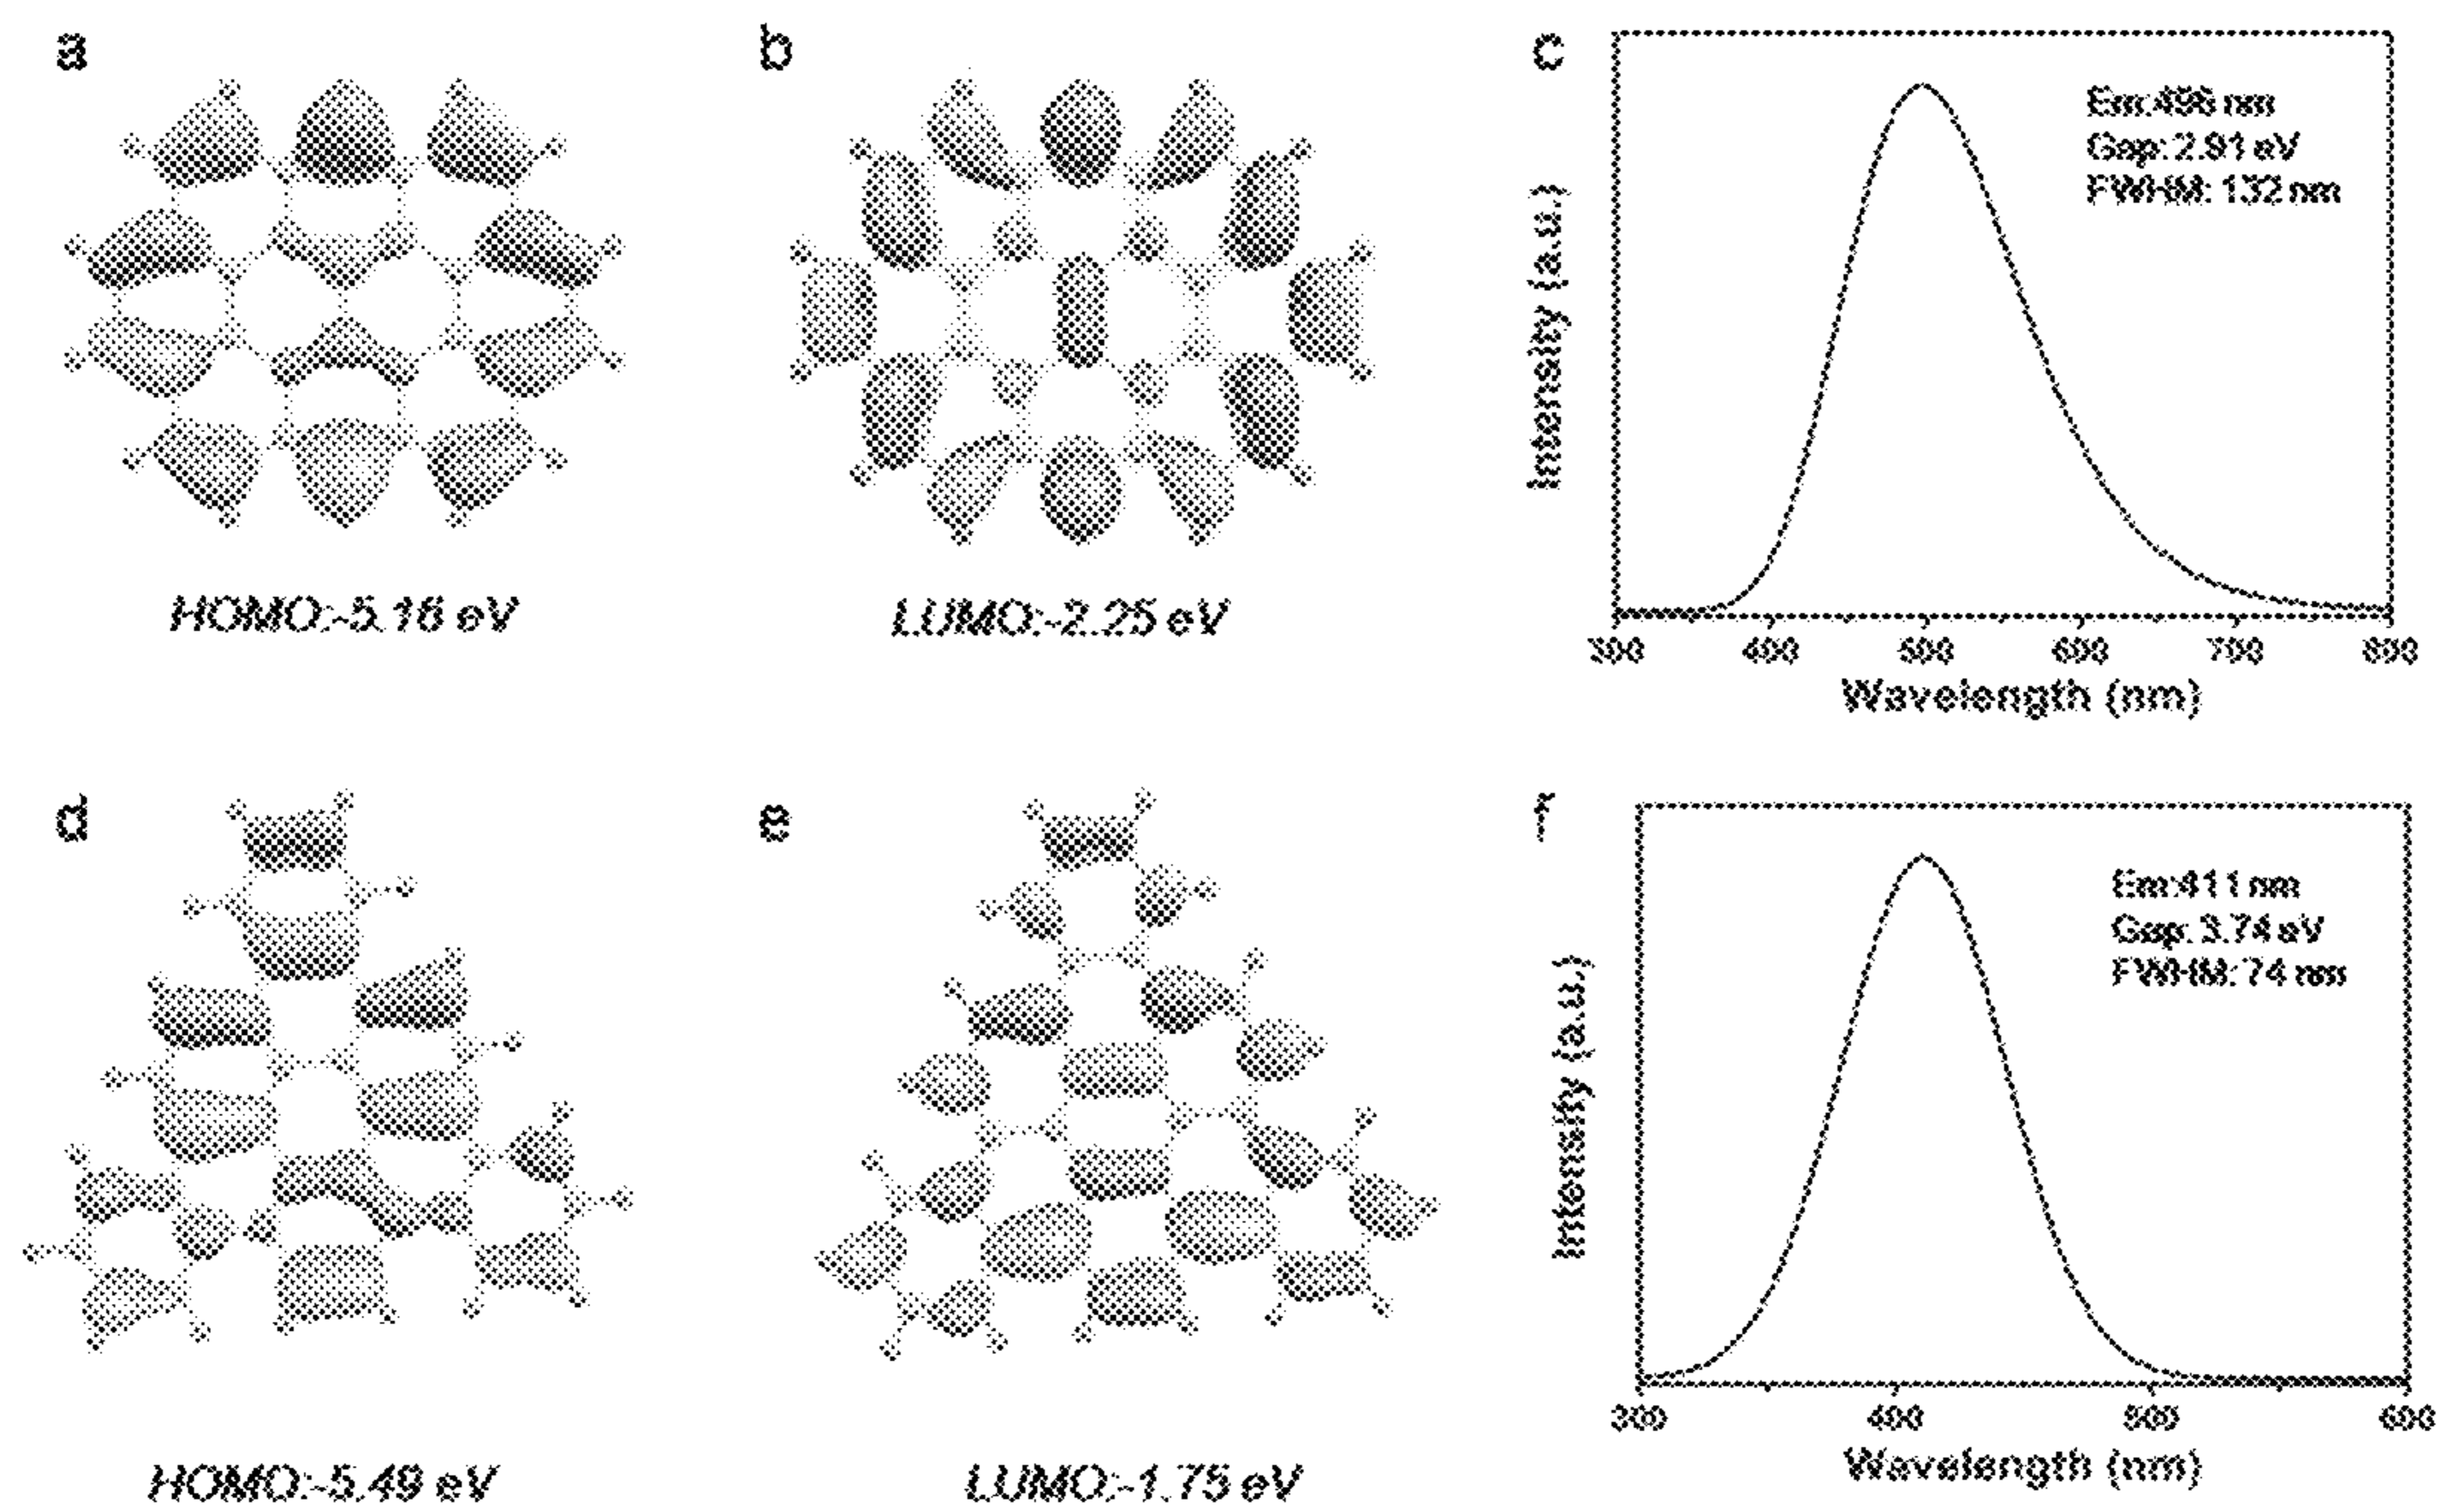 a
b
c
Em:496 nm
Gap: 2.91 eV
FWHM: 132 nm
Intensity (a.u.)
300 400 500 600 700 800
Wavelength (nm)
HOMO:-5.16 eV
LUMO:-2.25 eV
d
e
f
Em:411 nm
Gap: 3.74 eV
FWHM: 74 nm
Intensity (a.u.)
300 400 500 600
Wavelength (nm)
HOMO:-5.49 eV
LUMO:-1.75 eV